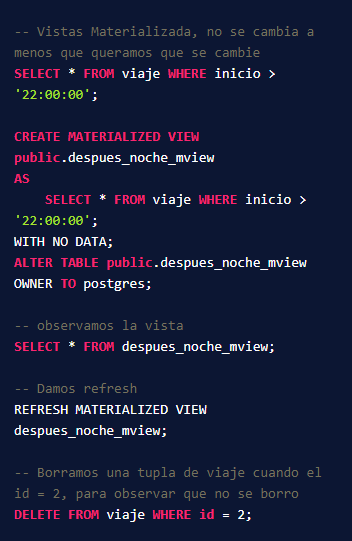 -- Vistas Materializada, no se cambia a
menos que queramos que se cambie
SELECT * FROM viaje WHERE inicio >
'22:00:00';
CREATE MATERIALIZED VIEW
public.despues_noche_mview
AS
SELECT * FROM viaje WHERE inicio >
'22:00:00';
WITH NO DATA;
ALTER TABLE public.despues_noche_mview
OWNER TO postgres;
-- observamos la vista
SELECT * FROM despues_noche_mview;
-- Damos refresh
REFRESH MATERIALIZED VIEW
despues_noche_mview;
-- Borramos una tupla de viaje cuando el
id = 2, para observar que no se borro
DELETE FROM viaje WHERE id = 2;